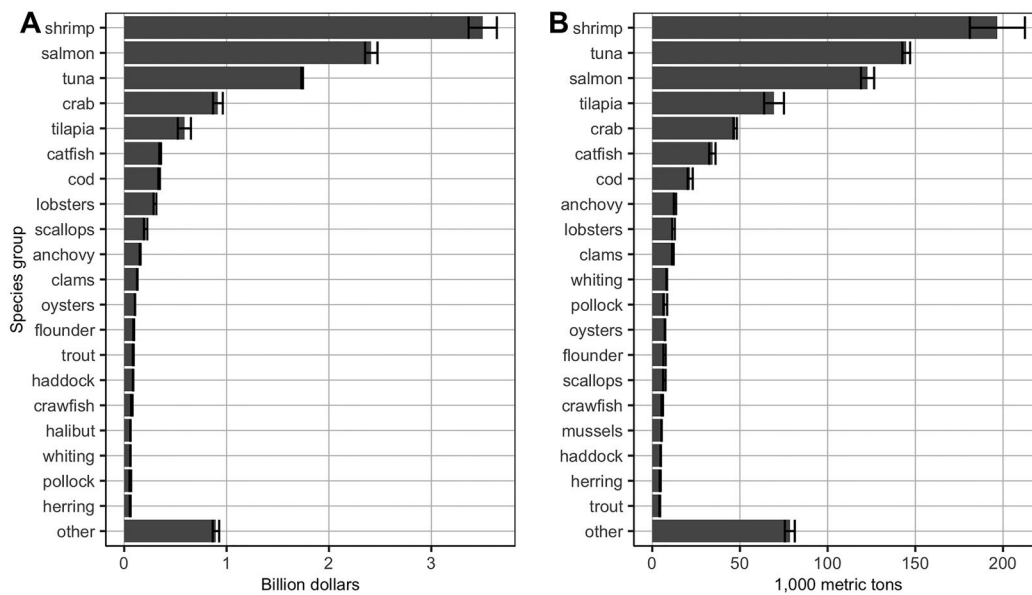 A
shrimp
salmon
tuna
crab
tilapia
catfish
cod
lobsters
scallops
anchovy
clams
oysters
flounder
trout
haddock
crawfish
halibut
whiting
pollock
herring
other
Species group
0 1 2 3
Billion dollars
B
shrimp
tuna
salmon
tilapia
crab
catfish
cod
anchovy
lobsters
clams
whiting
pollock
oysters
flounder
scallops
crawfish
mussels
haddock
herring
trout
other
0 50 100 150 200
1,000 metric tons